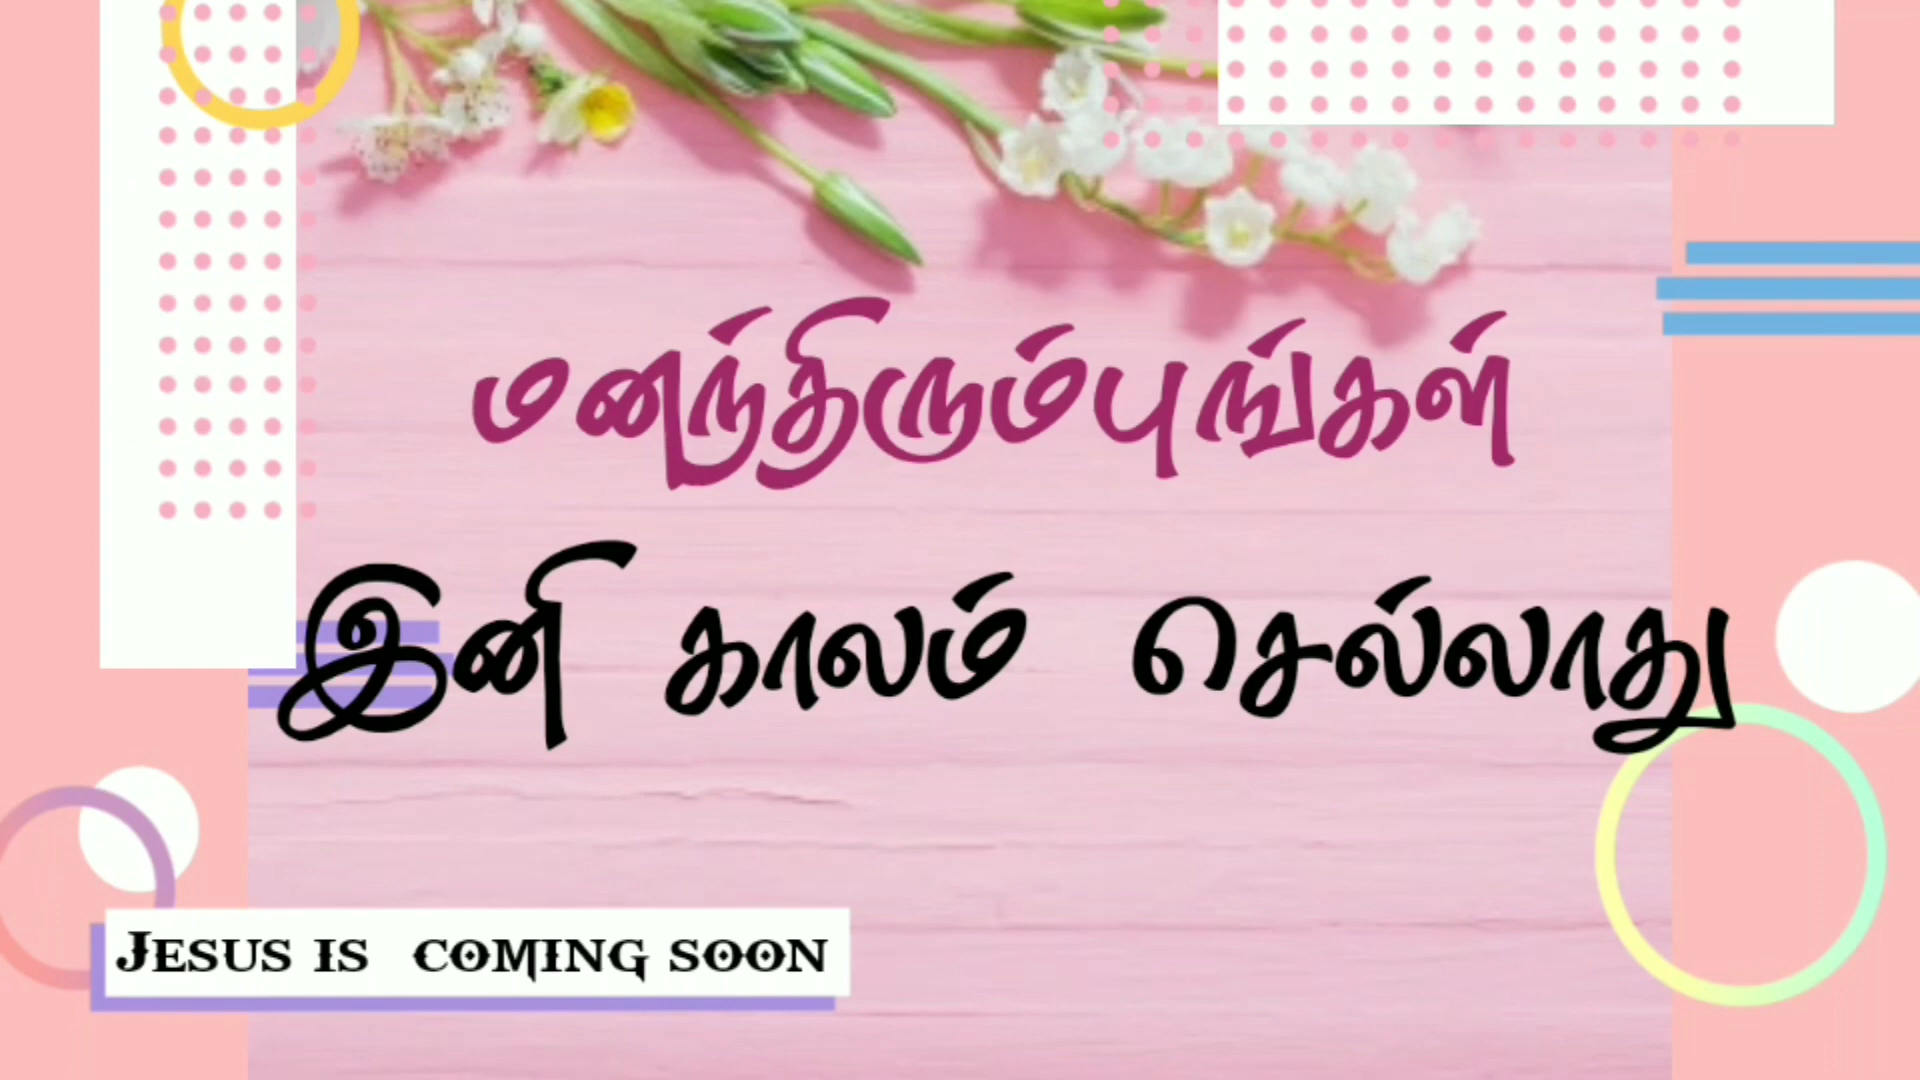 மனந்திரும்புங்கள்
இனி காலம் செல்லாது
Jesus is coming soon